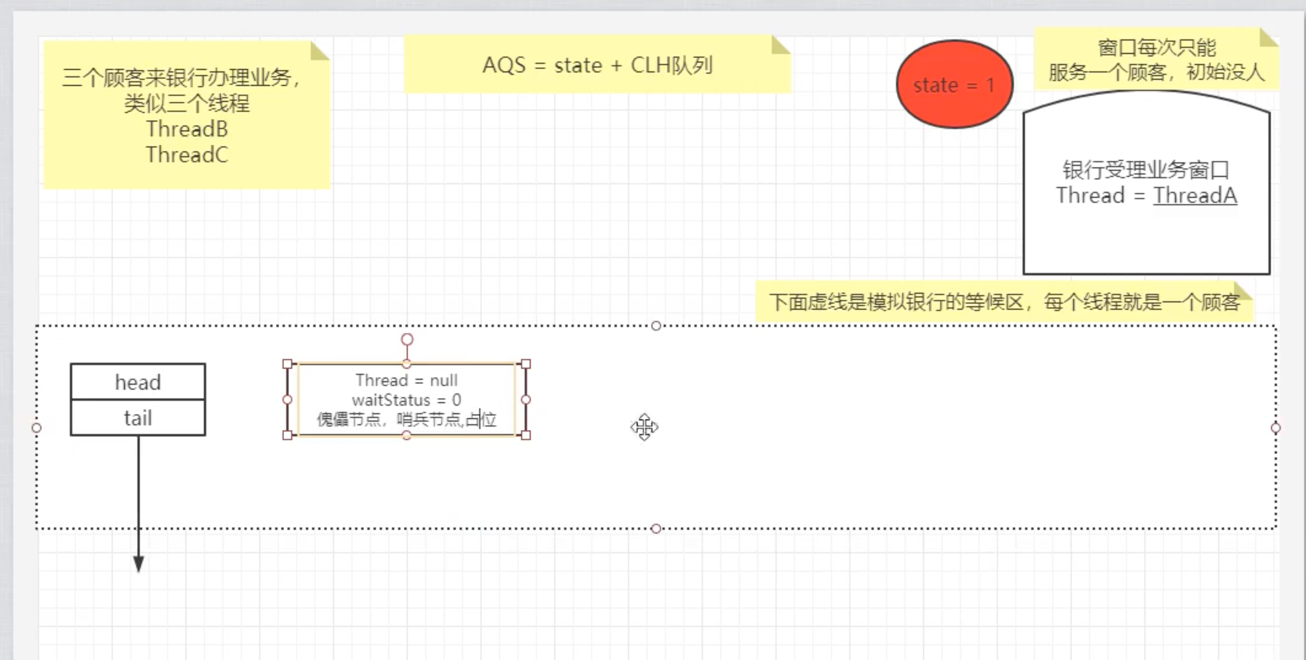 三个顾客来银行办理业务，
类似三个线程
ThreadB
ThreadC
AQS = state + CLH队列
state = 1
窗口每次只能
服务一个顾客，初始没人
银行受理业务窗口
Thread = ThreadA
下面虚线是模拟银行的等候区，每个线程就是一个顾客
head
tail
Thread = null
waitStatus = 0
傀儡节点，哨兵节点,占位